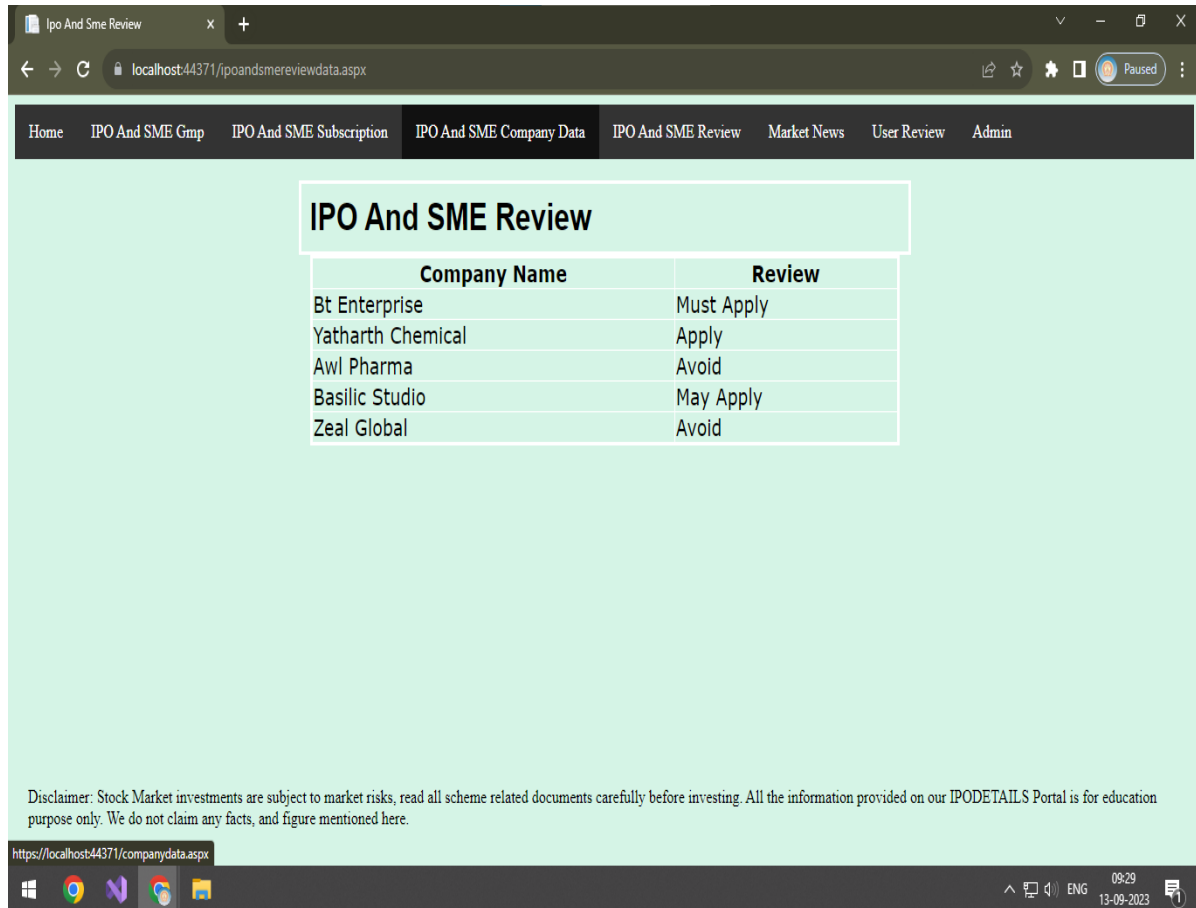 Ipo And Sme Review
localhost:44371/ipoandsmereviewdata.aspx
Paused
Home IPO And SME Gmp IPO And SME Subscription IPO And SME Company Data IPO And SME Review Market News User Review Admin
IPO And SME Review
Company Name Review
Bt Enterprise Must Apply
Yatharth Chemical Apply
Awl Pharma Avoid
Basilic Studio May Apply
Zeal Global Avoid
Disclaimer: Stock Market investments are subject to market risks, read all scheme related documents carefully before investing. All the information provided on our IPODETAILS Portal is for education
purpose only. We do not claim any facts, and figure mentioned here.
https://localhost:44371/companydata.aspx
ENG
09:29
13-09-2023
1